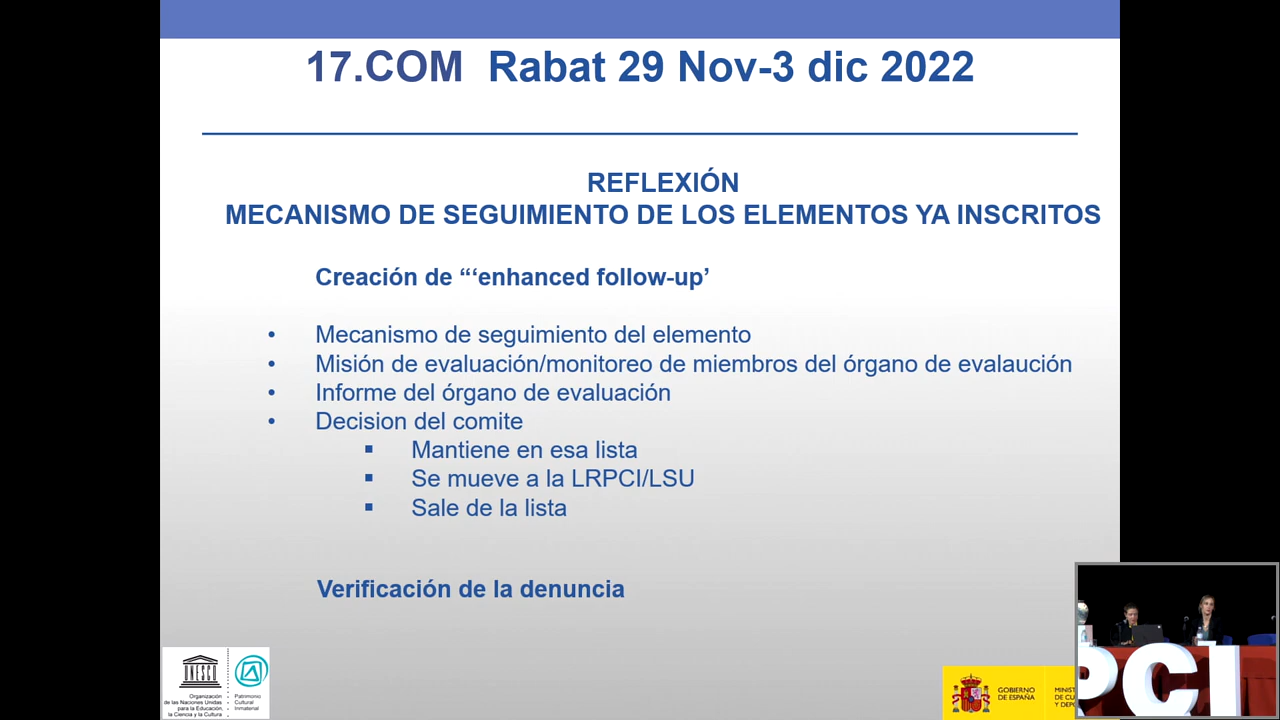 17.COM Rabat 29 Nov-3 dic 2022
REFLEXIÓN
MECANISMO DE SEGUIMIENTO DE LOS ELEMENTOS YA INSCRITOS
Creación de “‘enhanced follow-up’
• Mecanismo de seguimiento del elemento
• Misión de evaluación/monitoreo de miembros del órgano de evalaución
• Informe del órgano de evaluación
• Decision del comite
▪ Mantiene en esa lista
▪ Se mueve a la LRPCI/LSU
▪ Sale de la lista
Verificación de la denuncia
UNESCO
Organización
de las Naciones Unidas
para la Educación,
la Ciencia y la Cultura
Patrimonio
Cultural
Inmaterial
GOBIERNO
DE ESPAÑA
MINIS
DE CU
Y DEPO
PCI